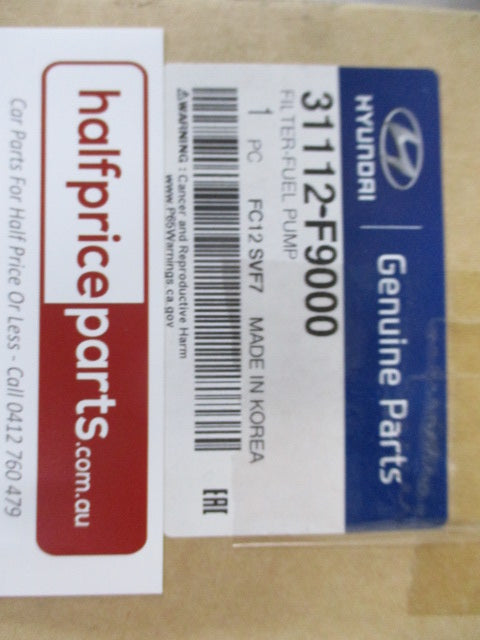 HYUNDAI | Genuine Parts
31112-F9000
FILTER-FUEL PUMP
1 PC FC12 SVF7 MADE IN KOREA
⚠WARNING : Cancer and Reproductive Harm
www.P65Warnings.ca.gov
EAC
halfpriceparts.com.au
Car Parts For Half Price Or Less - Call 0412 760 479